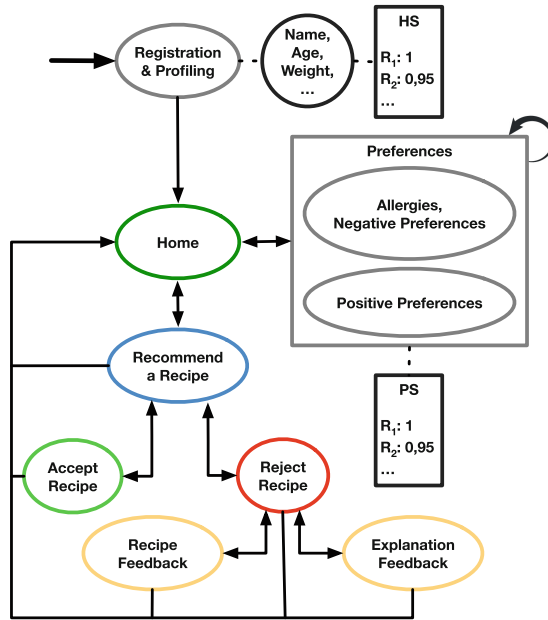 Registration
& Profiling
Name,
Age,
Weight,
...
HS
R₁: 1
R₂: 0,95
...
Preferences
Allergies,
Negative Preferences
Positive Preferences
Home
Recommend
a Recipe
PS
R₁: 1
R₂: 0,95
...
Accept
Recipe
Reject
Recipe
Recipe
Feedback
Explanation
Feedback